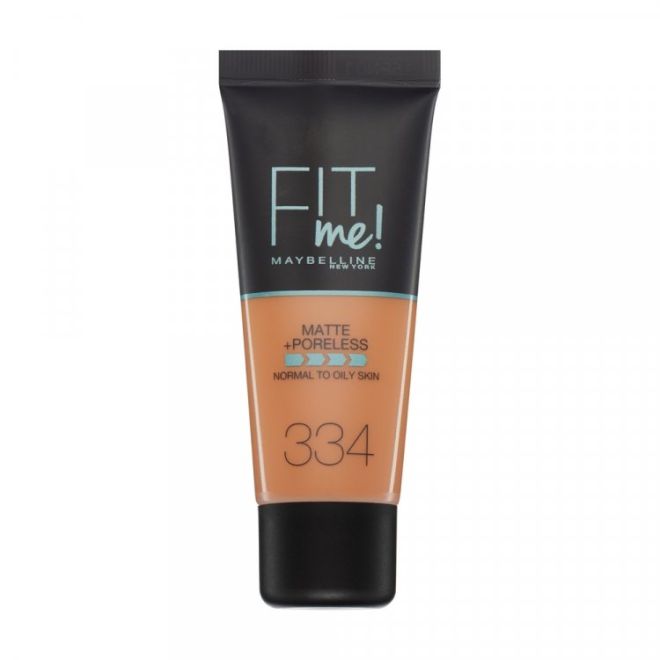 FIT
me!
MAYBELLINE
NEW YORK
MATTE
+PORELESS
NORMAL TO OILY SKIN
334